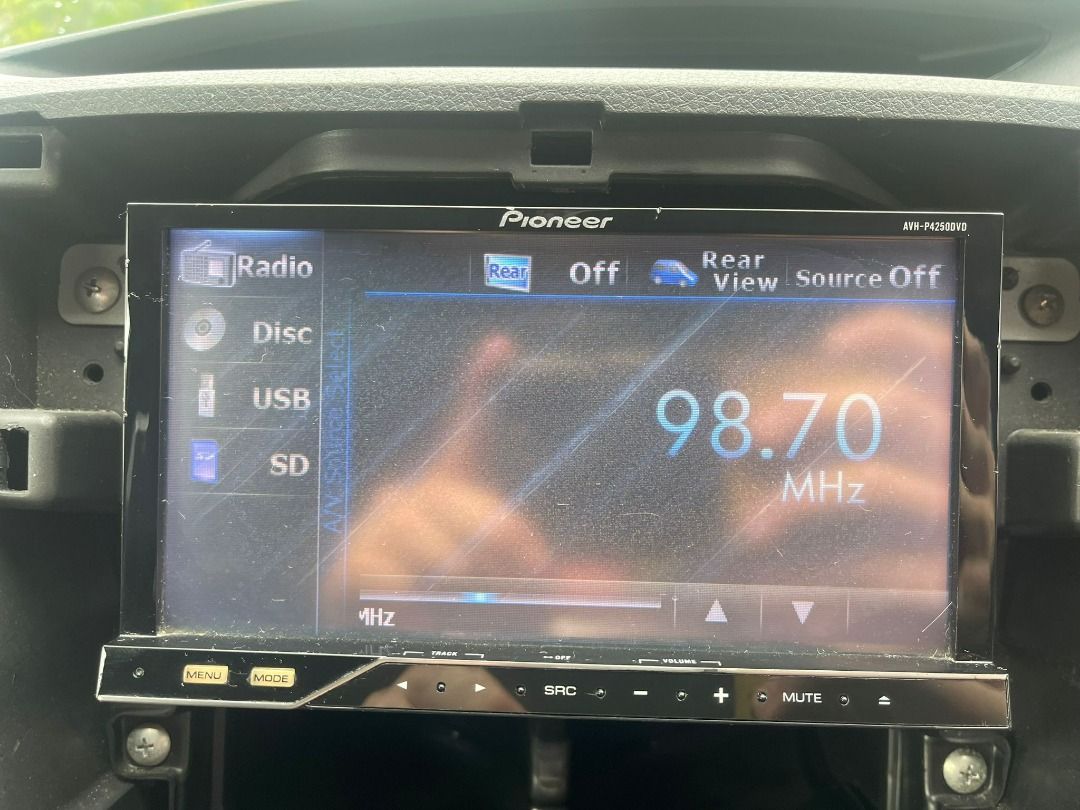 Pioneer
AVH-P4250DVD
Radio
Rear Off
Rear View
Source Off
Disc
USB
SD
A/V Source Select
98.70
MHz
MHz
TRACK
OFF
VOLUME
MENU
MODE
SRC
MUTE